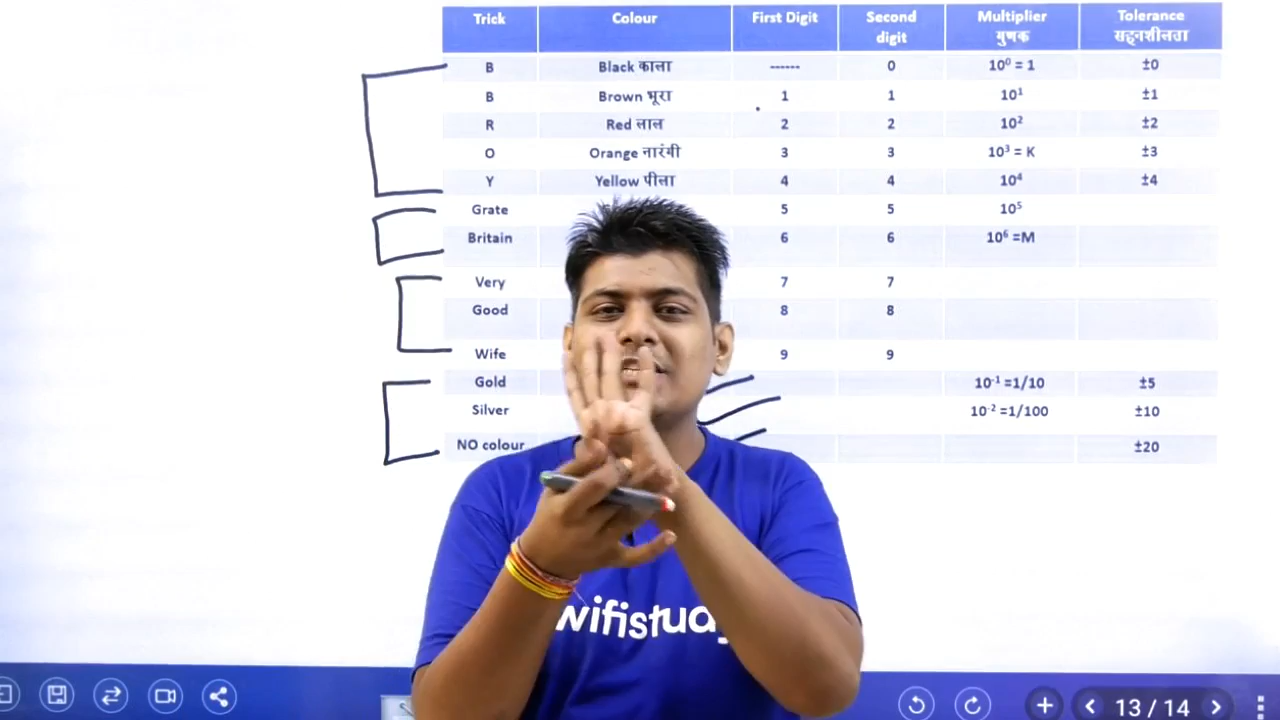 Trick Colour First Digit Second digit Multiplier गुणक Tolerance सहनशीलता
B Black काला ------ 0 10⁰ = 1 ±0
B Brown भूरा 1 1 10¹ ±1
R Red लाल 2 2 10² ±2
O Orange नारंगी 3 3 10³ = K ±3
Y Yellow पीला 4 4 10⁴ ±4
Grate 5 5 10⁵
Britain 6 6 10⁶ =M
Very 7 7
Good 8 8
Wife 9 9
Gold 10⁻¹ =1/10 ±5
Silver 10⁻² =1/100 ±10
NO colour ±20
wifistudy
13 / 14